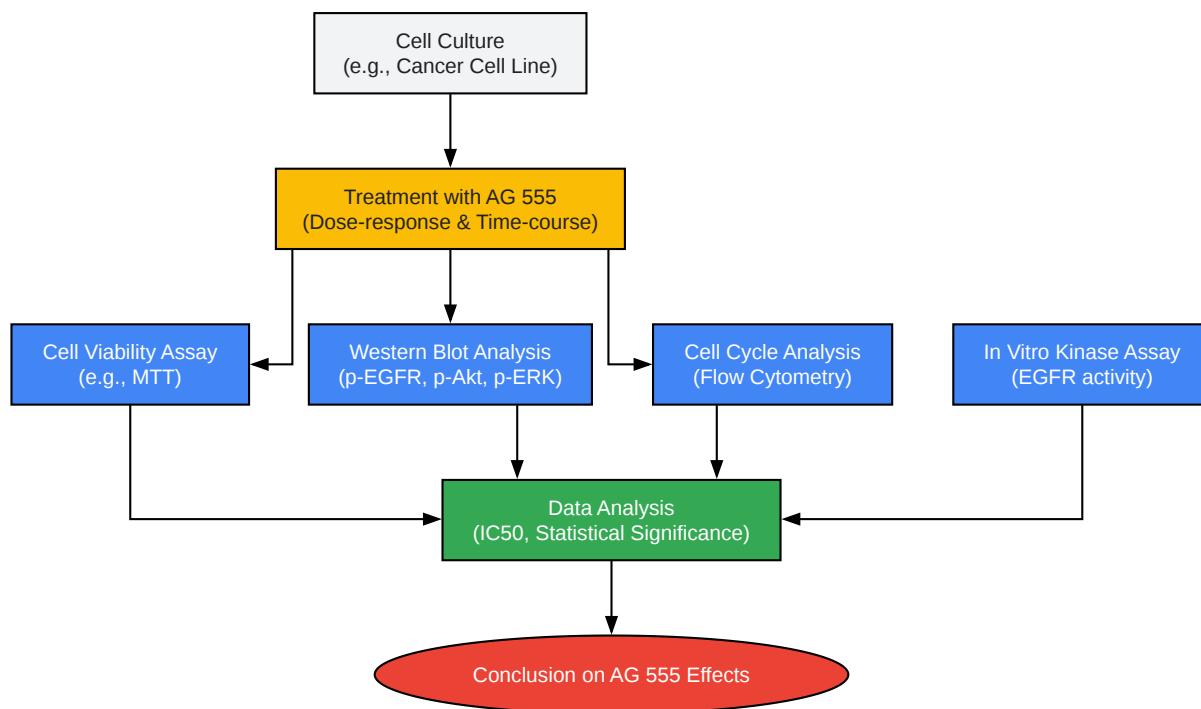 Cell Culture
(e.g., Cancer Cell Line)
Treatment with AG 555
(Dose-response & Time-course)
Cell Viability Assay
(e.g., MTT)
Western Blot Analysis
(p-EGFR, p-Akt, p-ERK)
Cell Cycle Analysis
(Flow Cytometry)
In Vitro Kinase Assay
(EGFR activity)
Data Analysis
(IC50, Statistical Significance)
Conclusion on AG 555 Effects